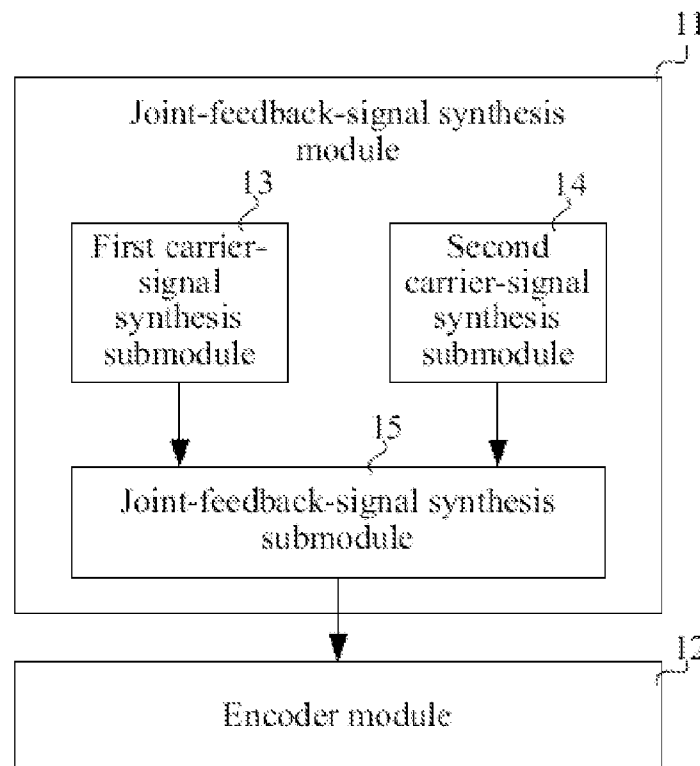 11
Joint-feedback-signal synthesis
module
13
14
First carrier-
signal
synthesis
submodule
Second
carrier-signal
synthesis
submodule
15
Joint-feedback-signal synthesis
submodule
12
Encoder module